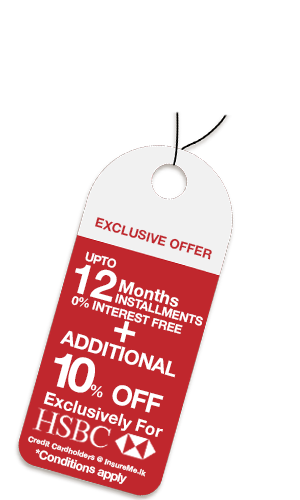 EXCLUSIVE OFFER
UPTO
12 Months
INSTALLMENTS
0% INTEREST FREE
+
ADDITIONAL
10% OFF
Exclusively For
HSBC
Credit Cardholders @ InsureMe.lk
*Conditions apply